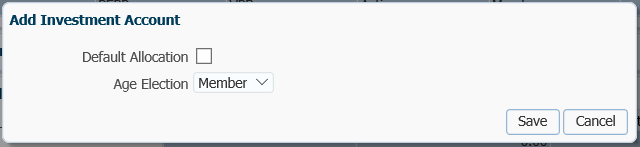 Add Investment Account
Default Allocation
Age Election Member
Save Cancel